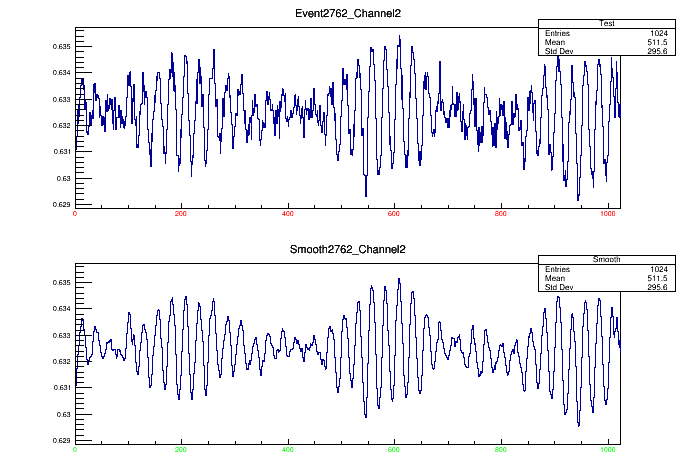 Event2762_Channel2
Test
Entries 1024
Mean 511.5
Std Dev 295.6
0.635
0.634
0.633
0.632
0.631
0.63
0.629
0 200 400 600 800 1000
Smooth2762_Channel2
Smooth
Entries 1024
Mean 511.5
Std Dev 295.6
0.635
0.634
0.633
0.632
0.631
0.63
0.629
0 200 400 600 800 1000